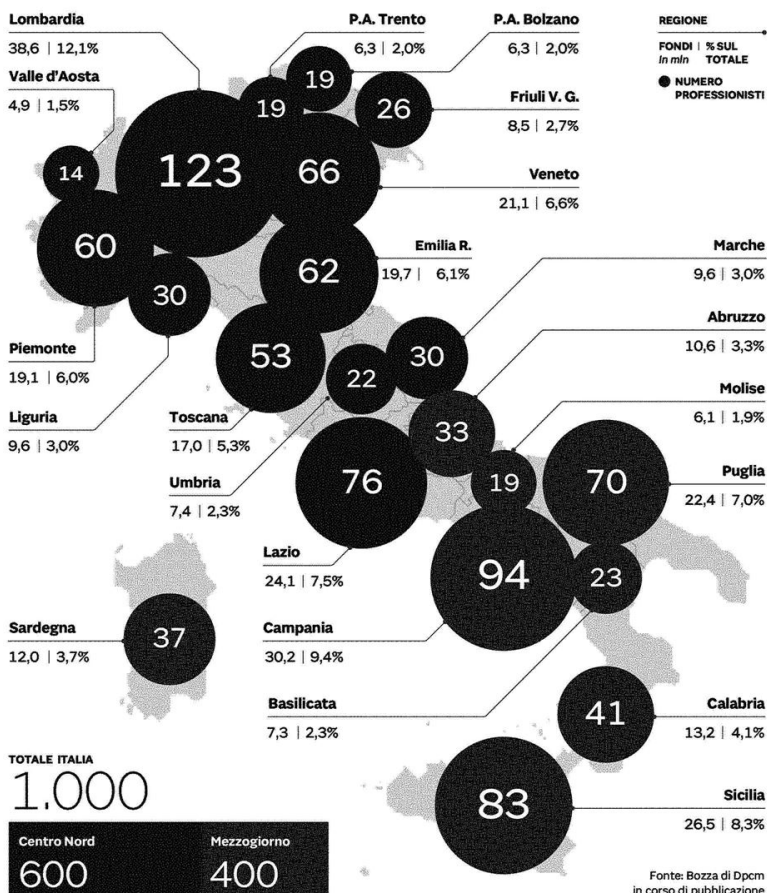 Lombardia
38,6 | 12,1%
P.A. Trento
6,3 | 2,0%
P.A. Bolzano
6,3 | 2,0%
REGIONE
FONDI | % SUL
In mln TOTALE
NUMERO
PROFESSIONISTI
Valle d'Aosta
4,9 | 1,5%
Friuli V. G.
8,5 | 2,7%
19
19
26
14
123
66
Veneto
21,1 | 6,6%
60
30
62
Emilia R.
19,7 | 6,1%
Marche
9,6 | 3,0%
Abruzzo
10,6 | 3,3%
Piemonte
19,1 | 6,0%
53
22
30
Molise
6,1 | 1,9%
Liguria
9,6 | 3,0%
Toscana
17,0 | 5,3%
33
Umbria
7,4 | 2,3%
76
19
70
Puglia
22,4 | 7,0%
Lazio
24,1 | 7,5%
94
23
Sardegna
12,0 | 3,7%
37
Campania
30,2 | 9,4%
Basilicata
7,3 | 2,3%
41
Calabria
13,2 | 4,1%
TOTALE ITALIA
1.000
83
Sicilia
26,5 | 8,3%
Centro Nord
600
Mezzogiorno
400
Fonte: Bozza di Dpcm
in corso di pubblicazione